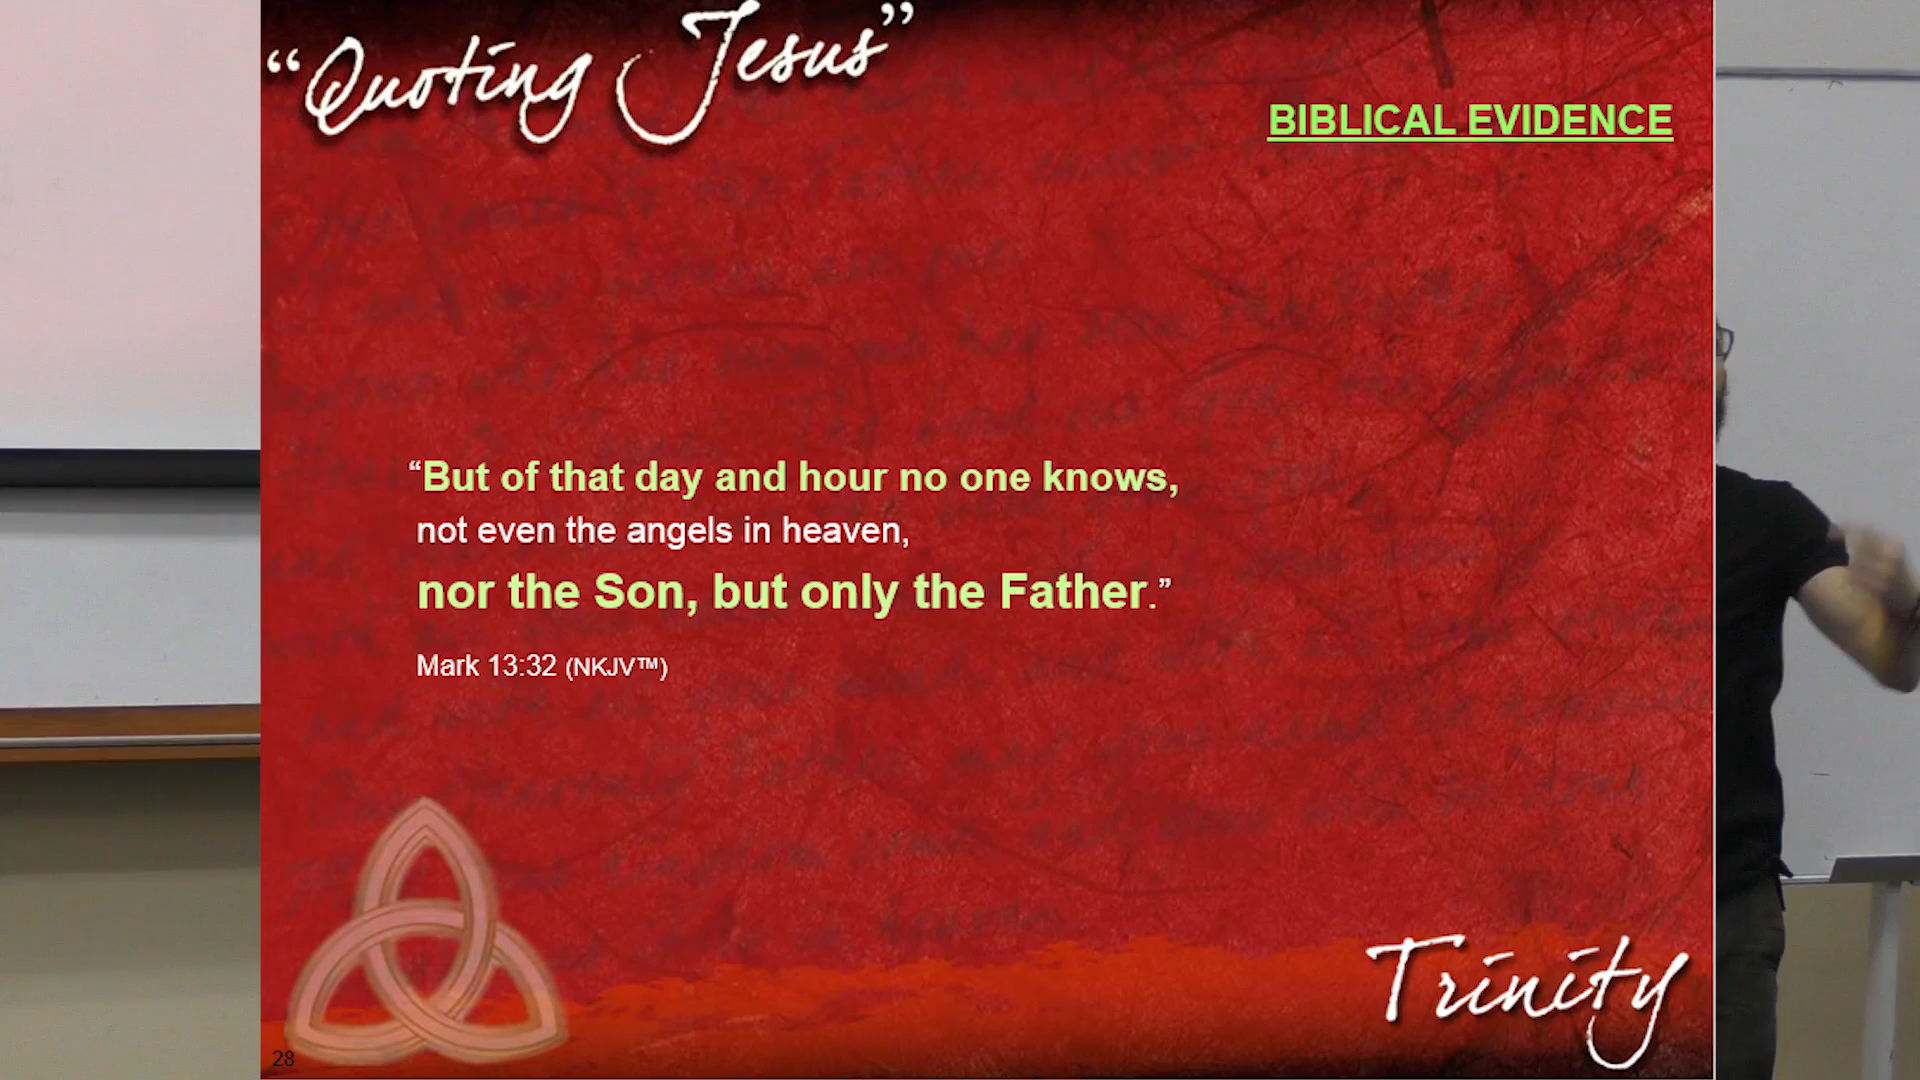 “Quoting Jesus”
BIBLICAL EVIDENCE
“But of that day and hour no one knows,
not even the angels in heaven,
nor the Son, but only the Father.”
Mark 13:32 (NKJV™)
Trinity
28